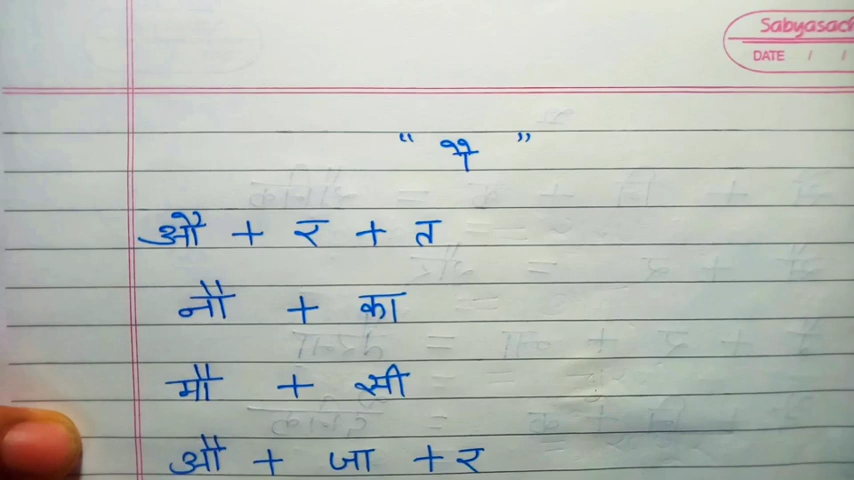 Sabyasach
DATE / /
" ौ "
औ + र + त
नौ + का
मौ + सी
औ + जा + र